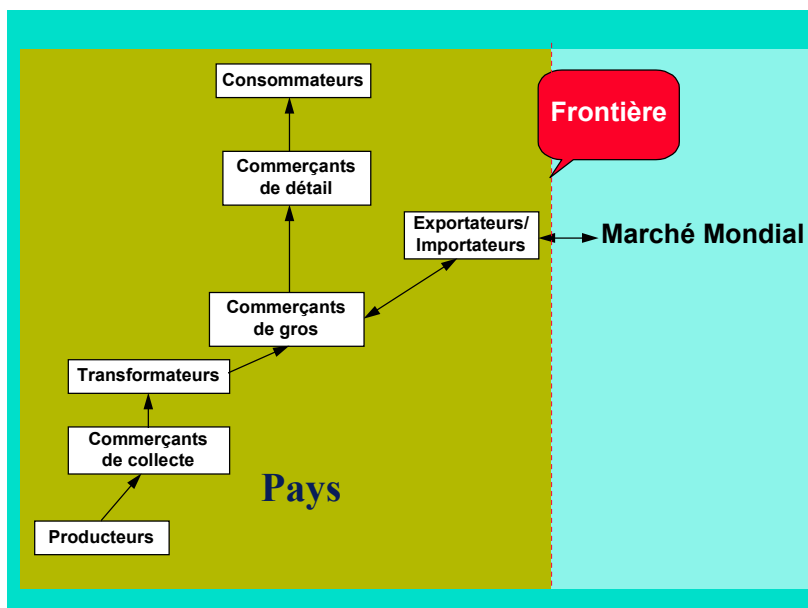 Consommateurs
Frontière
Commerçants
de détail
Exportateurs/
Importateurs
Marché Mondial
Commerçants
de gros
Transformateurs
Commerçants
de collecte
Pays
Producteurs